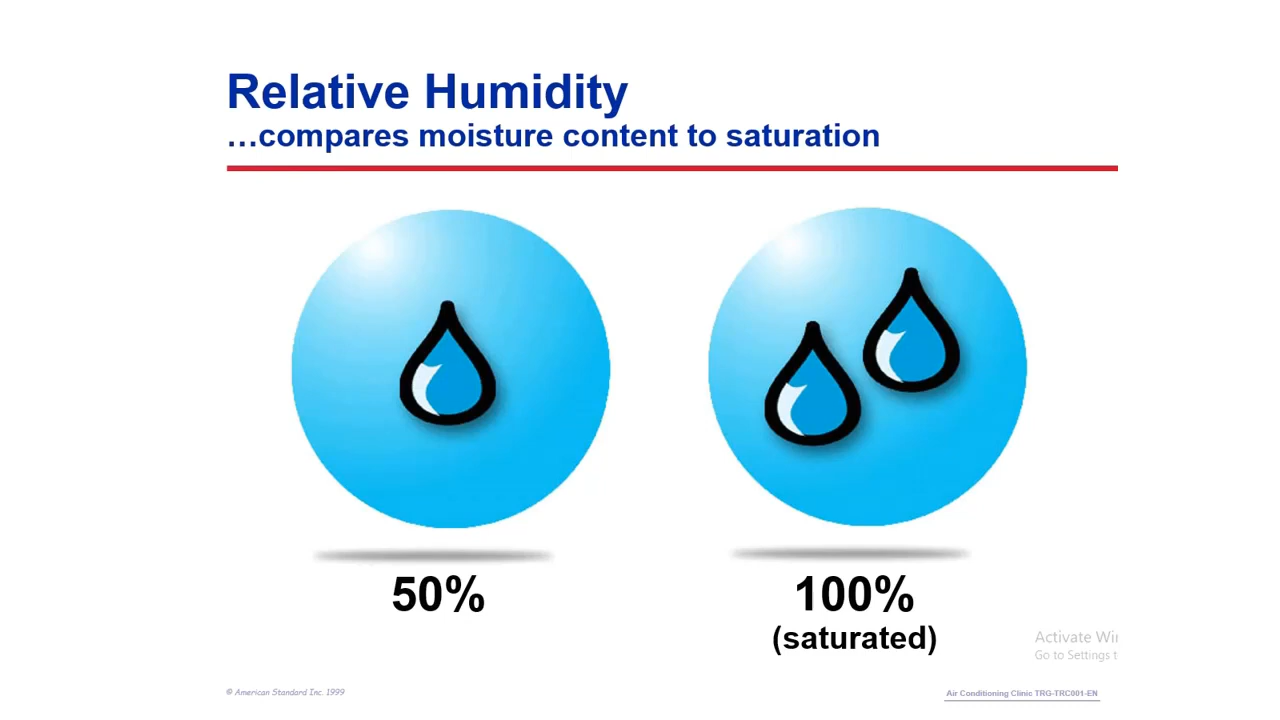 Relative Humidity
…compares moisture content to saturation
50%
100%
(saturated)
Activate Wi
Go to Settings t
© American Standard Inc. 1999
Air Conditioning Clinic TRG-TRC001-EN